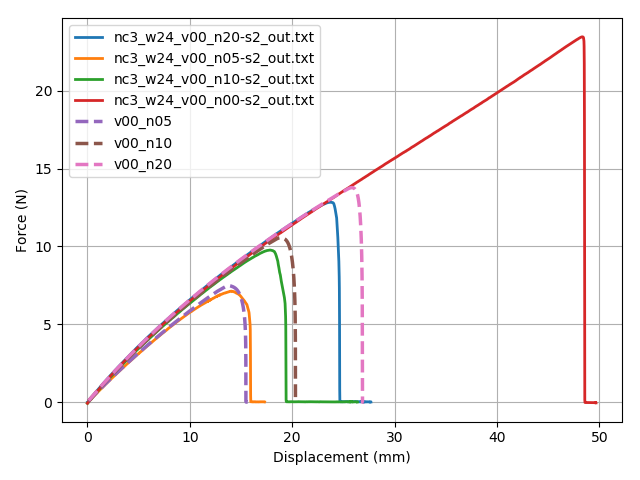 nc3_w24_v00_n20-s2_out.txt
nc3_w24_v00_n05-s2_out.txt
nc3_w24_v00_n10-s2_out.txt
nc3_w24_v00_n00-s2_out.txt
v00_n05
v00_n10
v00_n20
20
15
10
5
0
Force (N)
0 10 20 30 40 50
Displacement (mm)